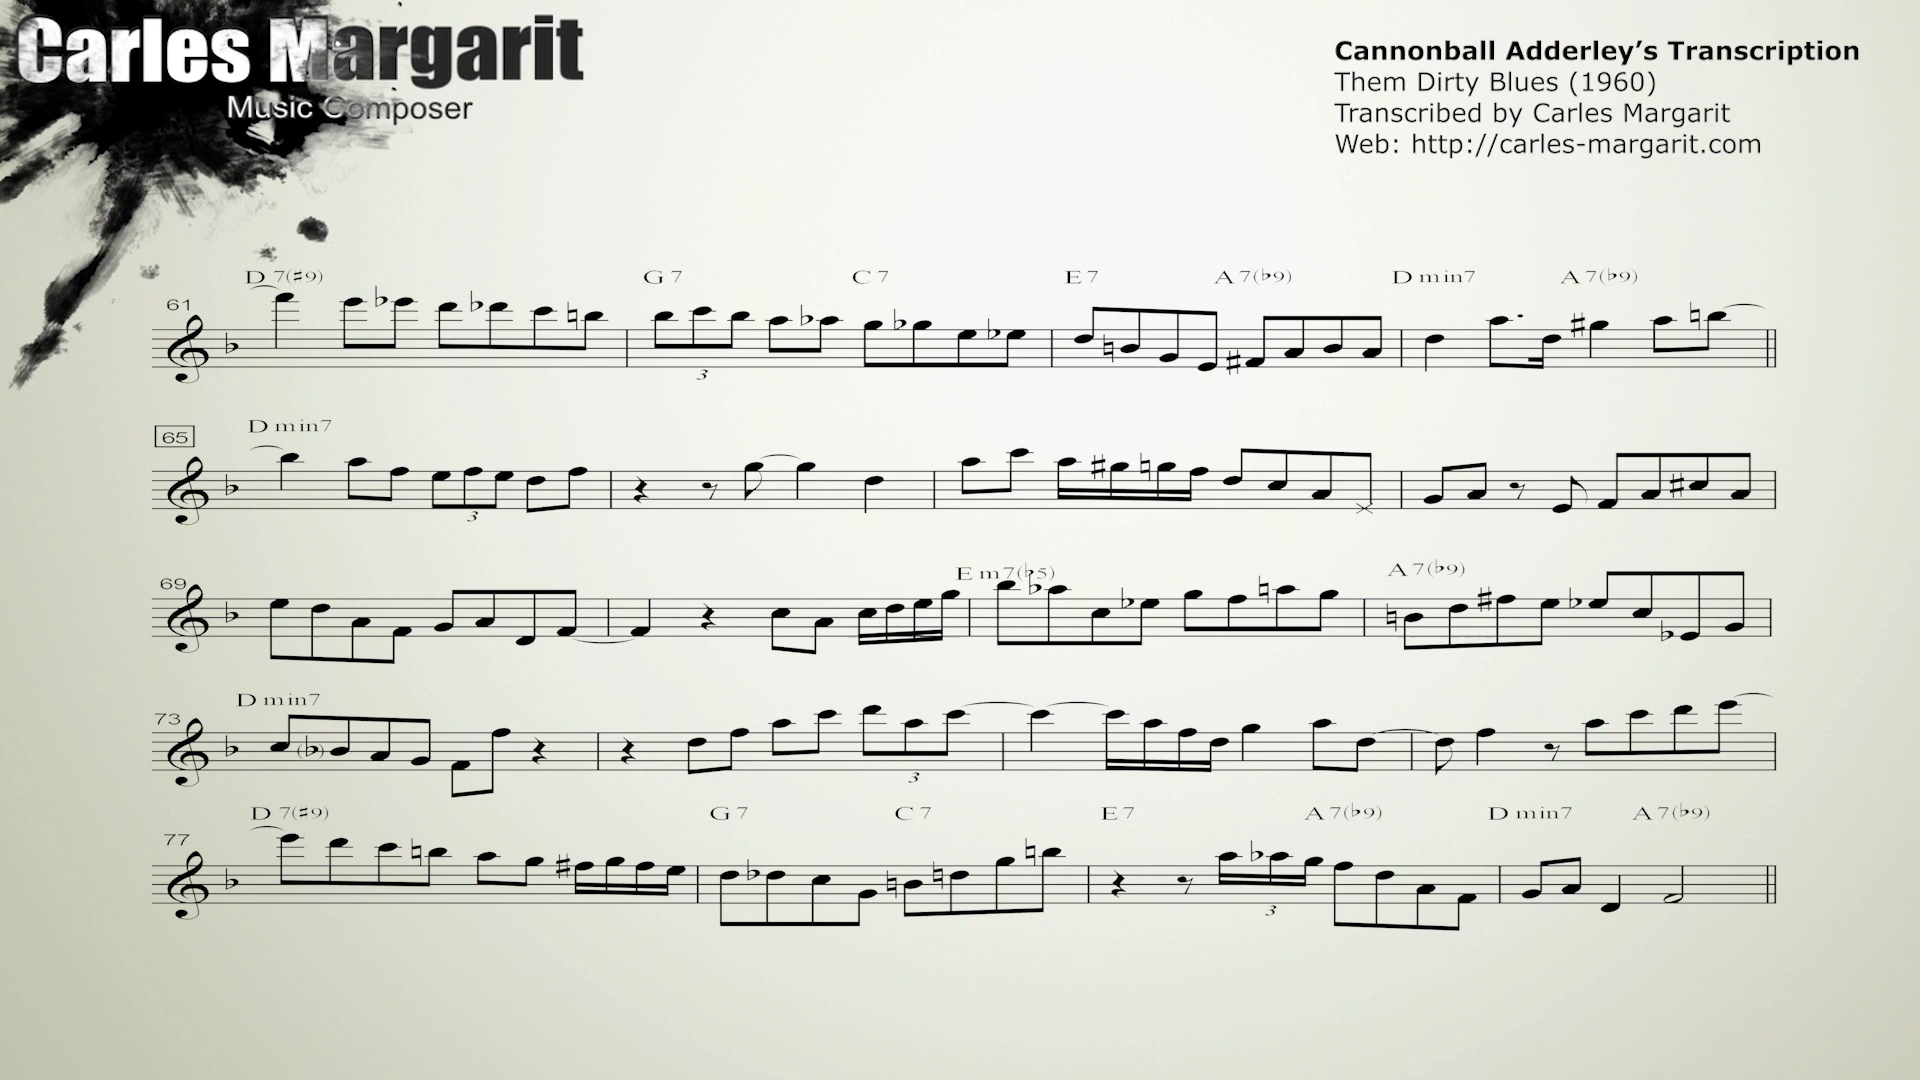 Carles Margarit
Music Composer
Cannonball Adderley’s Transcription
Them Dirty Blues (1960)
Transcribed by Carles Margarit
Web: http://carles-margarit.com
D 7(♯9) G 7 C 7 E 7 A 7(♭9) D min7 A 7(♭9)
61
3
D min7
65
3
E m7(♭5) A 7(♭9)
69
D min7
73
3
D 7(♯9) G 7 C 7 E 7 A 7(♭9) D min7 A 7(♭9)
77
3